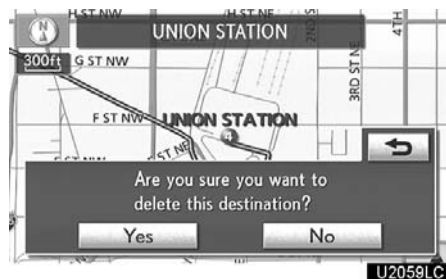 H ST NW
H ST NE
UNION STATION
2ND ST NE
4TH
N
300ft
G ST NW
3RD ST NE
F ST NW
UNION STATION
4
Are you sure you want to
delete this destination?
Yes
No
U2059LC